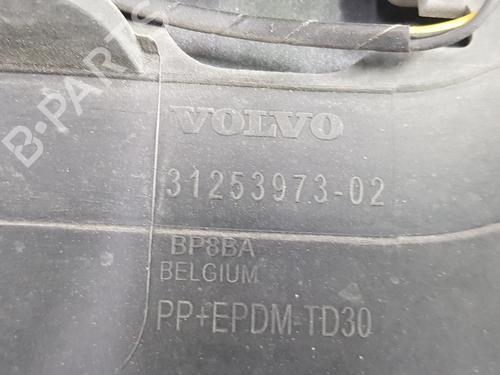 B-PARTS
VOLVO
31253973-02
BP8BA
BELGIUM
PP+EPDM-TD30